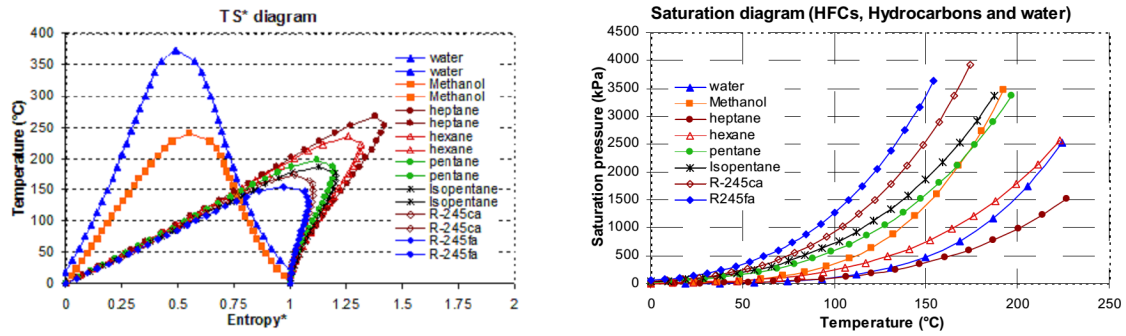 TS* diagram
400
350
300
250
200
150
100
50
0
Temperature (°C)
0.00
0.25
0.5
0.75
1
1.25
1.5
1.75
2
Entropy*
water
water
Methanol
Methanol
heptane
heptane
hexane
hexane
pentane
pentane
Isopentane
Isopentane
R-245ca
R-245ca
R-245fa
R-245fa
Saturation diagram (HFCs, Hydrocarbons and water)
4500
4000
3500
3000
2500
2000
1500
1000
500
0
Saturation pressure (kPa)
0
50
100
150
200
250
Temperature (°C)
water
Methanol
heptane
hexane
pentane
Isopentane
R-245ca
R245fa